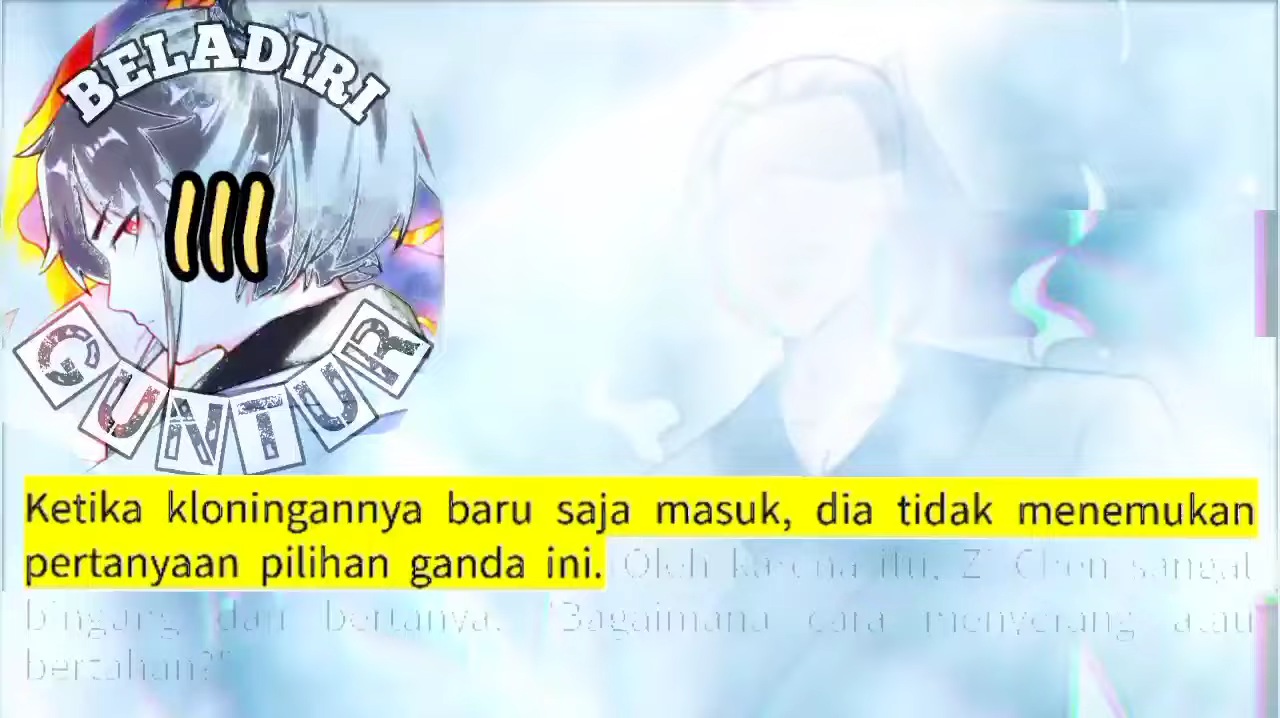 BELADIRI
III
GUNTUR
Ketika kloningannya baru saja masuk, dia tidak menemukan
pertanyaan pilihan ganda ini. Oleh karena itu, Zi Chen sangat
bingung dan bertanya. "Bagaimana cara menyerang atau
bertahan?"